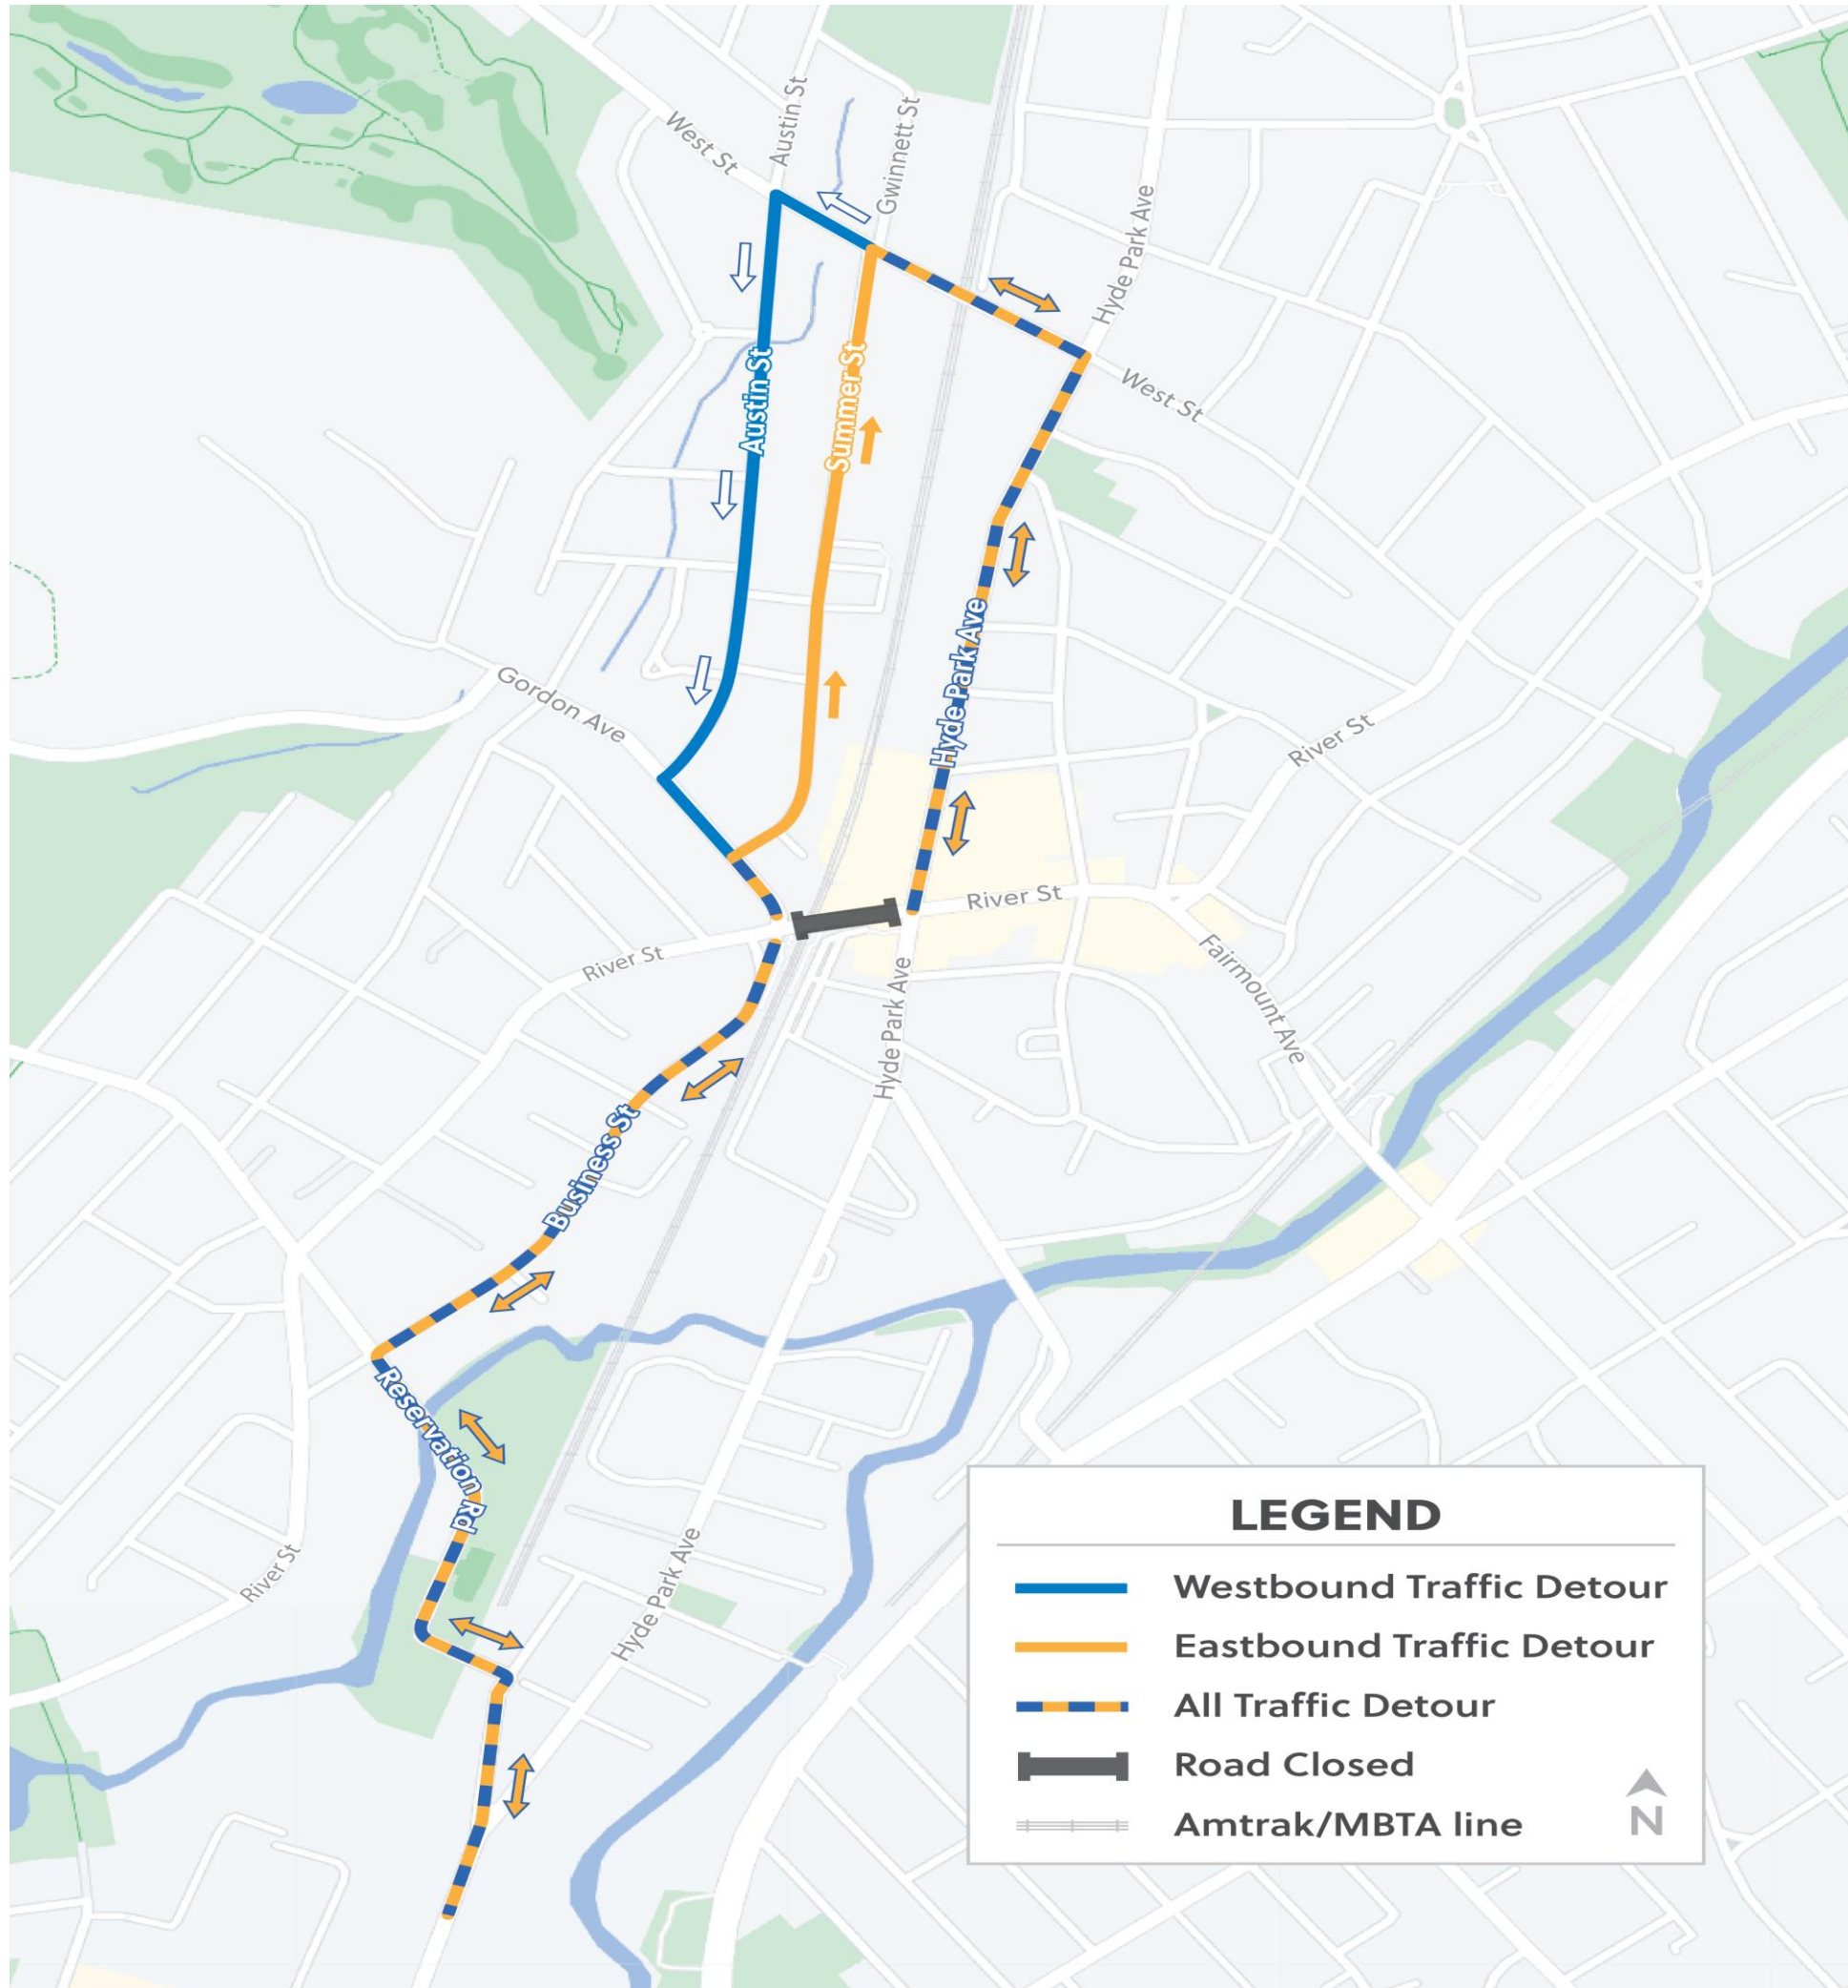 Austin St
Gwinnett St
West St
Hyde Park Ave
West St
Austin St
Summer St
Hyde Park Ave
Gordon Ave
River St
River St
River St
Fairmount Ave
Hyde Park Ave
Business St
Reservation Rd
River St
Hyde Park Ave
LEGEND
Westbound Traffic Detour
Eastbound Traffic Detour
All Traffic Detour
Road Closed
Amtrak/MBTA line
N